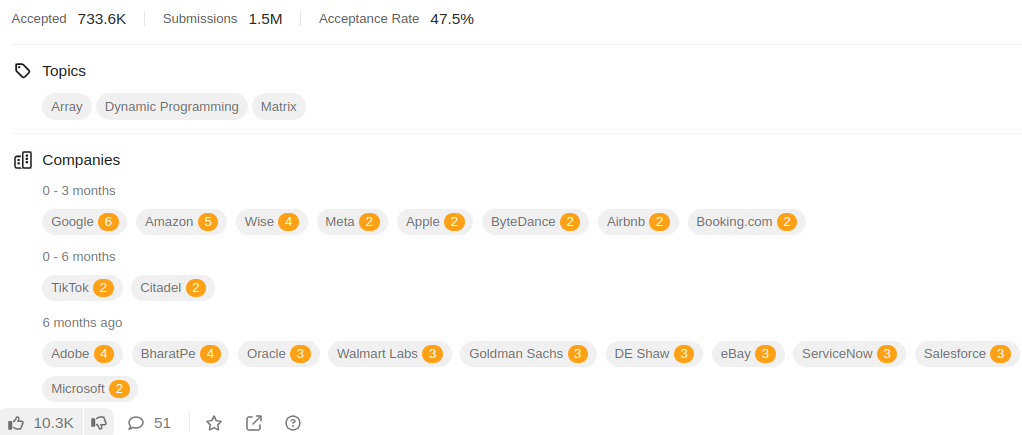 Accepted 733.6K Submissions 1.5M Acceptance Rate 47.5%
Topics
Array Dynamic Programming Matrix
Companies
0 - 3 months
Google 6 Amazon 5 Wise 4 Meta 2 Apple 2 ByteDance 2 Airbnb 2 Booking.com 2
0 - 6 months
TikTok 2 Citadel 2
6 months ago
Adobe 4 BharatPe 4 Oracle 3 Walmart Labs 3 Goldman Sachs 3 DE Shaw 3 eBay 3 ServiceNow 3 Salesforce 3
Microsoft 2
10.3K 51